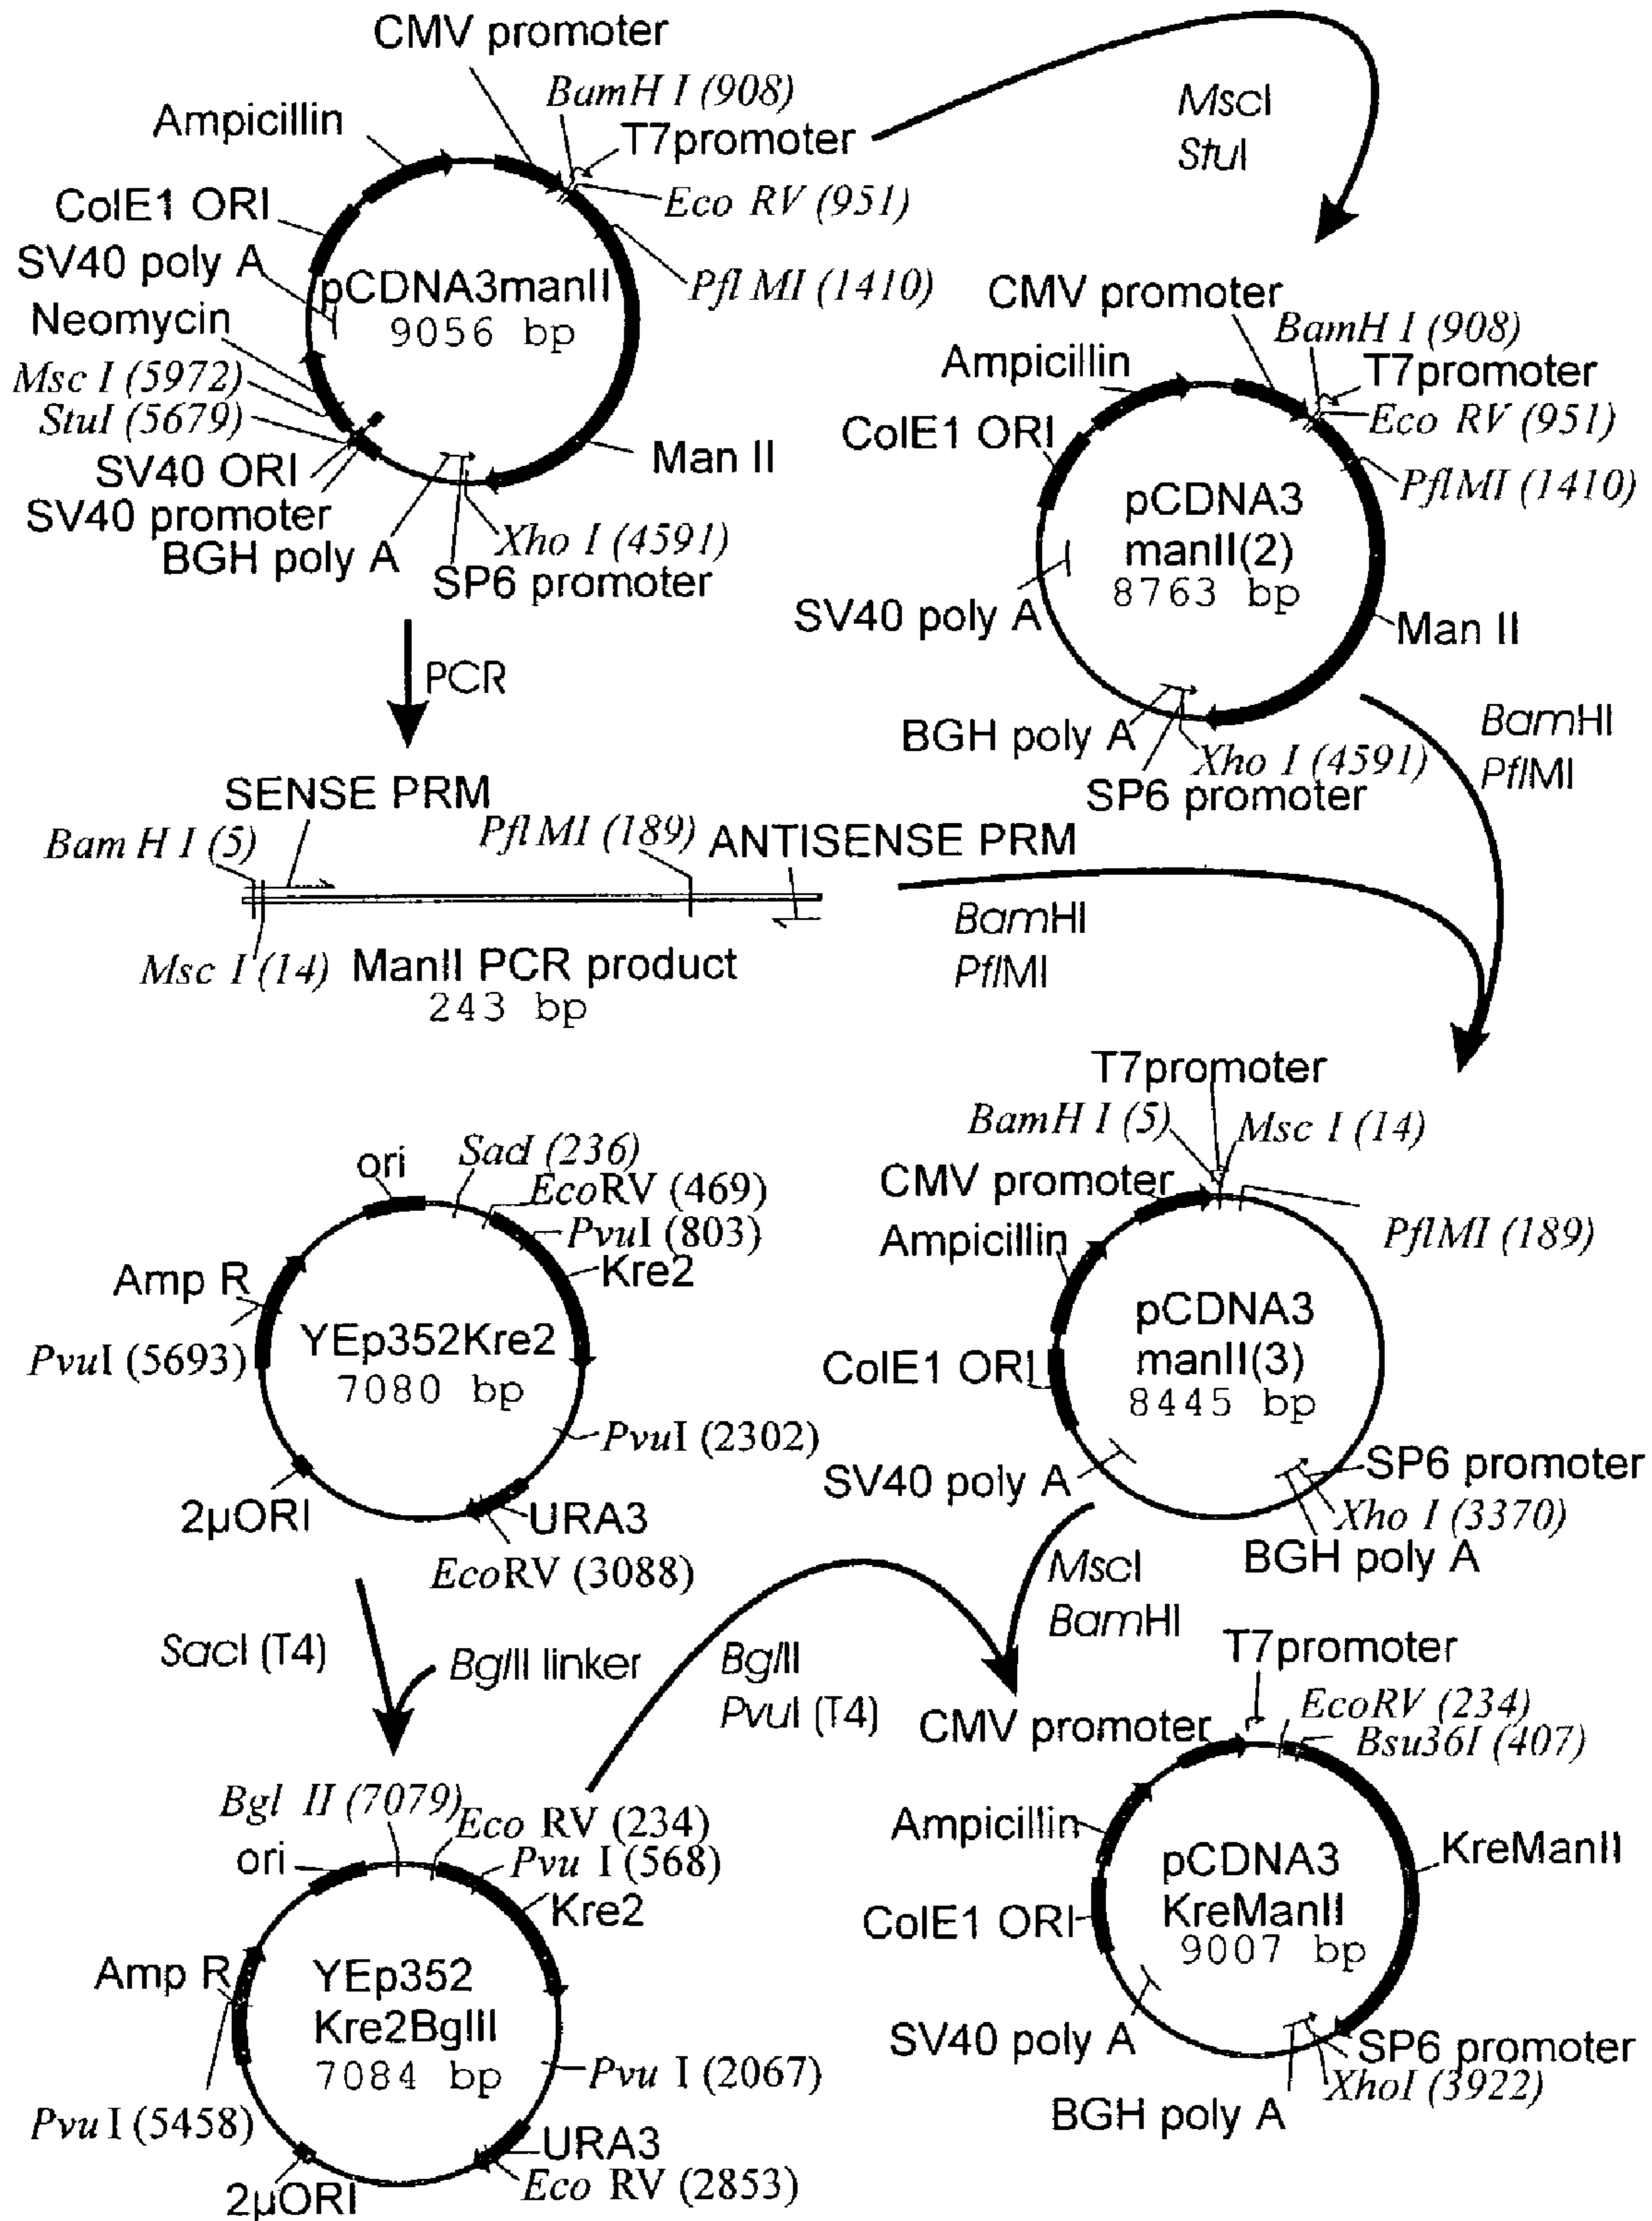 CMV promoter
BamH I (908)
Ampicillin
T7promoter
MscI
StuI
ColE1 ORI
Eco RV (951)
SV40 poly A
pCDNA3manII
9056 bp
Pfl MI (1410)
Neomycin
Msc I (5972)
StuI (5679)
SV40 ORI
SV40 promoter
BGH poly A
Man II
Xho I (4591)
SP6 promoter
CMV promoter
BamH I (908)
Ampicillin
T7promoter
ColE1 ORI
Eco RV (951)
PflMI (1410)
pCDNA3
manII(2)
8763 bp
SV40 poly A
Man II
BGH poly A
Xho I (4591)
SP6 promoter
BamHI
PflMI
PCR
SENSE PRM
Bam H I (5)
Pfl MI (189)
ANTISENSE PRM
Msc I (14)
ManII PCR product
243 bp
BamHI
PflMI
T7promoter
BamH I (5)
Msc I (14)
CMV promoter
PflMI (189)
Ampicillin
pCDNA3
manII(3)
8445 bp
ColE1 ORI
SV40 poly A
SP6 promoter
Xho I (3370)
BGH poly A
ori
SacI (236)
EcoRV (469)
PvuI (803)
Kre2
Amp R
YEp352Kre2
7080 bp
PvuI (5693)
PvuI (2302)
2µORI
URA3
EcoRV (3088)
SacI (T4)
BglII linker
BglII
PvuI (T4)
MscI
BamHI
T7promoter
CMV promoter
EcoRV (234)
Bsu36I (407)
Ampicillin
pCDNA3
KreManII
9007 bp
KreManII
ColE1 ORI
SV40 poly A
SP6 promoter
XhoI (3922)
BGH poly A
Bgl II (7079)
Eco RV (234)
ori
Pvu I (568)
Kre2
Amp R
YEp352
Kre2BglII
7084 bp
Pvu I (2067)
Pvu I (5458)
URA3
Eco RV (2853)
2µORI